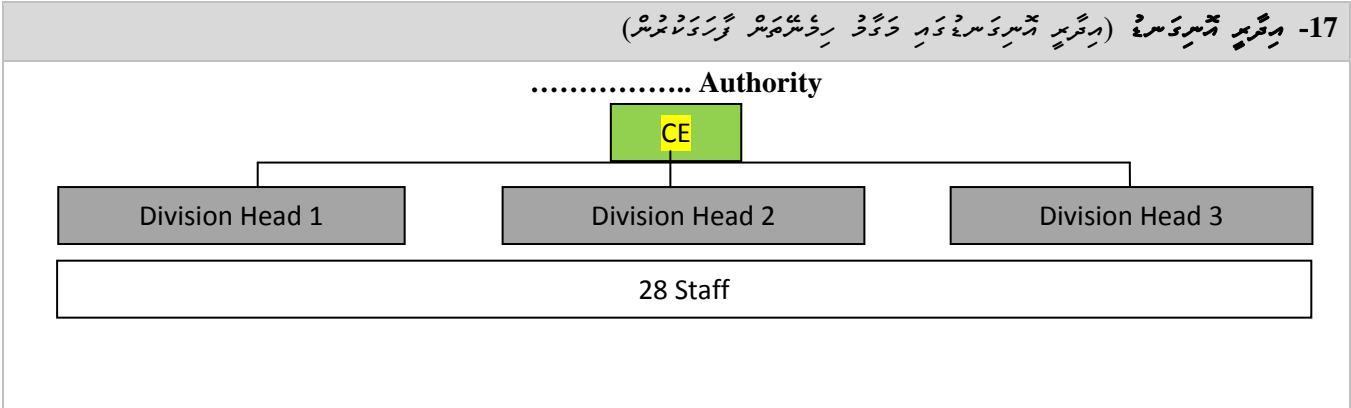 17- އިދާރީ އޮނިގަނޑު (އިދާރީ އޮނިގަނޑުގައި މަގާމު ހިމެނޭތަން ފާހަގަކުރުން)
…………….. Authority
CE
Division Head 1 Division Head 2 Division Head 3
28 Staff